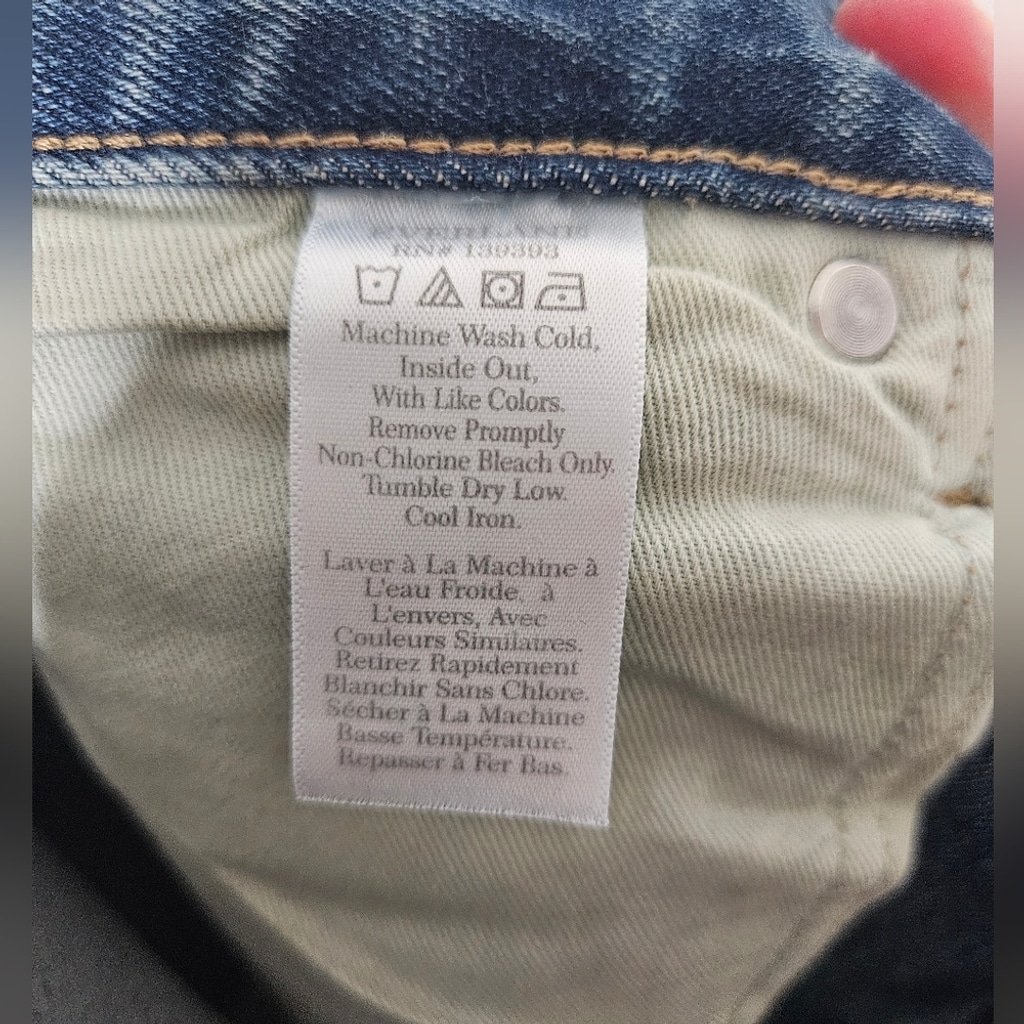 EVERLANE
RN# 139393
Machine Wash Cold,
Inside Out,
With Like Colors.
Remove Promptly
Non-Chlorine Bleach Only.
Tumble Dry Low.
Cool Iron.
Laver à La Machine à
L'eau Froide, à
L'envers, Avec
Couleurs Similaires.
Retirez Rapidement
Blanchir Sans Chlore.
Sécher à La Machine
Basse Température.
Repasser à Fer Bas.